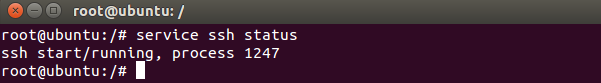 root@ubuntu: /
root@ubuntu:/# service ssh status
ssh start/running, process 1247
root@ubuntu:/#